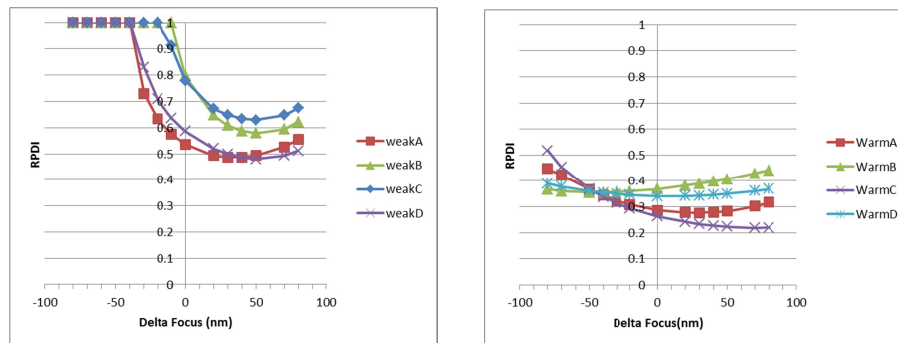 1
0.9
0.8
0.7
0.6
0.5
0.4
0.3
0.2
0.1
0
-100 -50 0 50 100
RPDI
Delta Focus (nm)
weakA
weakB
weakC
weakD
1
0.9
0.8
0.7
0.6
0.5
0.4
0.3
0.2
0.1
0
-100 -50 0 50 100
RPDI
Delta Focus(nm)
WarmA
WarmB
WarmC
WarmD